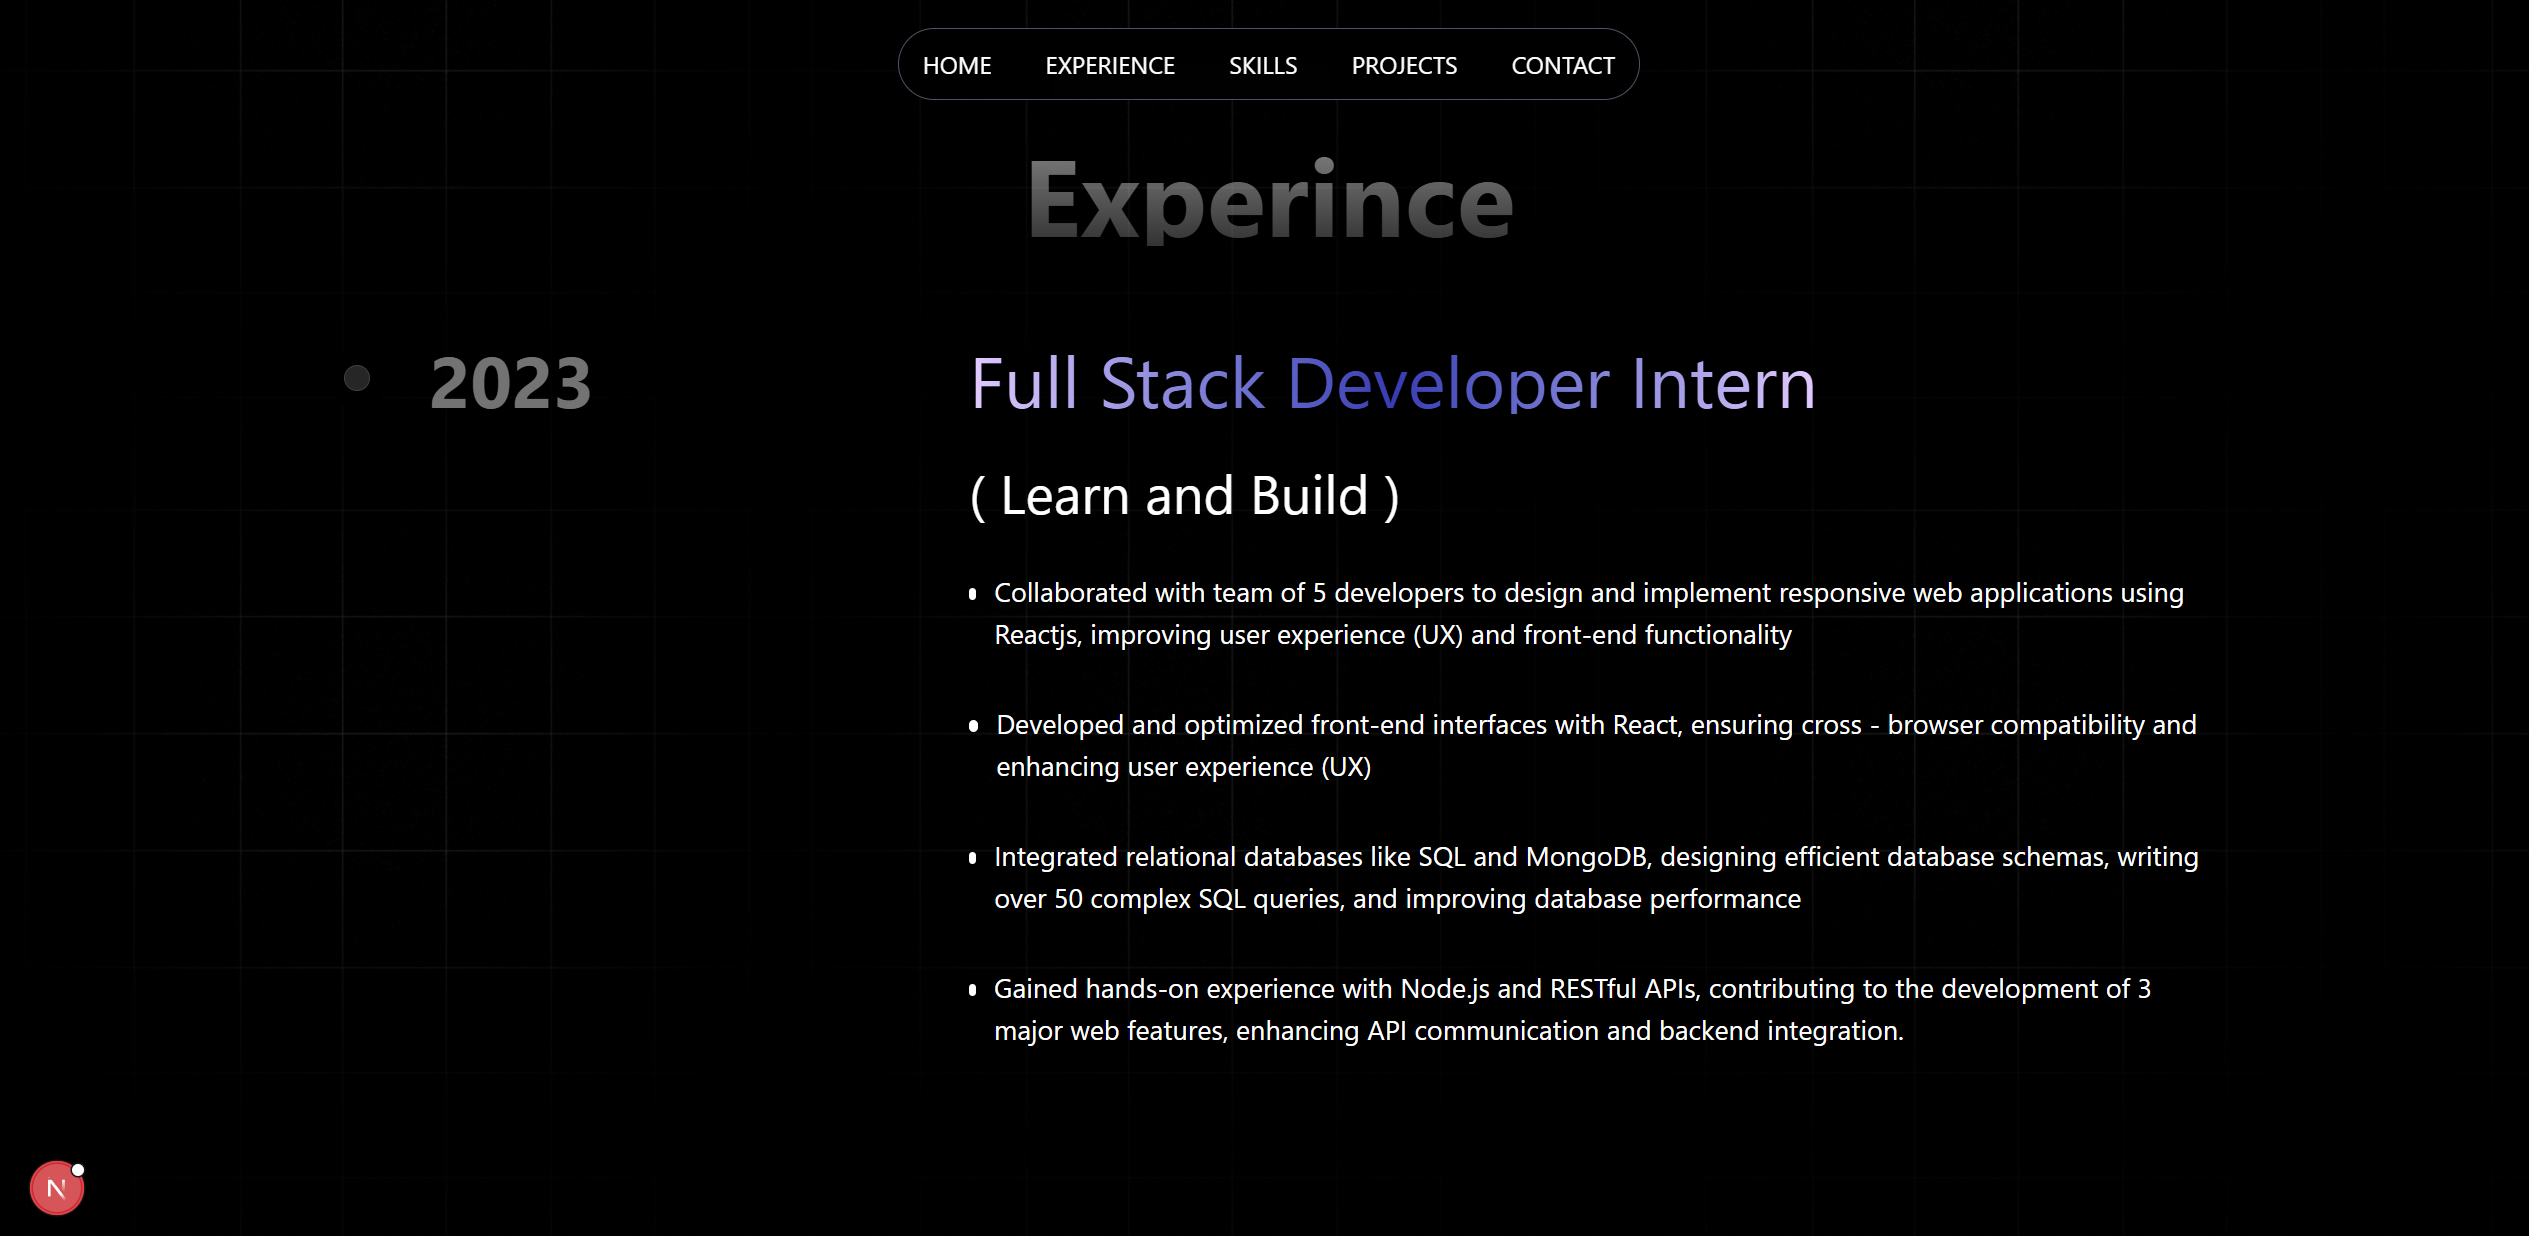 HOME EXPERIENCE SKILLS PROJECTS CONTACT
Experince
2023
Full Stack Developer Intern
( Learn and Build )
• Collaborated with team of 5 developers to design and implement responsive web applications using
Reactjs, improving user experience (UX) and front-end functionality
• Developed and optimized front-end interfaces with React, ensuring cross - browser compatibility and
enhancing user experience (UX)
• Integrated relational databases like SQL and MongoDB, designing efficient database schemas, writing
over 50 complex SQL queries, and improving database performance
• Gained hands-on experience with Node.js and RESTful APIs, contributing to the development of 3
major web features, enhancing API communication and backend integration.
N